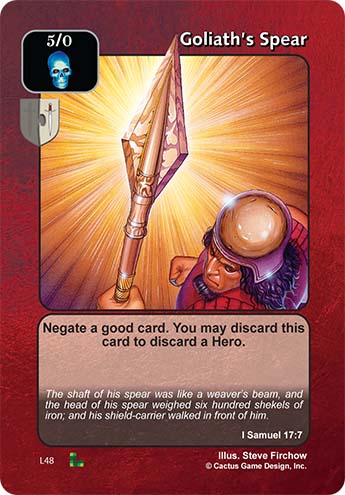 5/0
Goliath's Spear
Negate a good card. You may discard this
card to discard a Hero.
The shaft of his spear was like a weaver's beam, and
the head of his spear weighed six hundred shekels of
iron; and his shield-carrier walked in front of him.
I Samuel 17:7
L48
Illus. Steve Firchow
© Cactus Game Design, Inc.